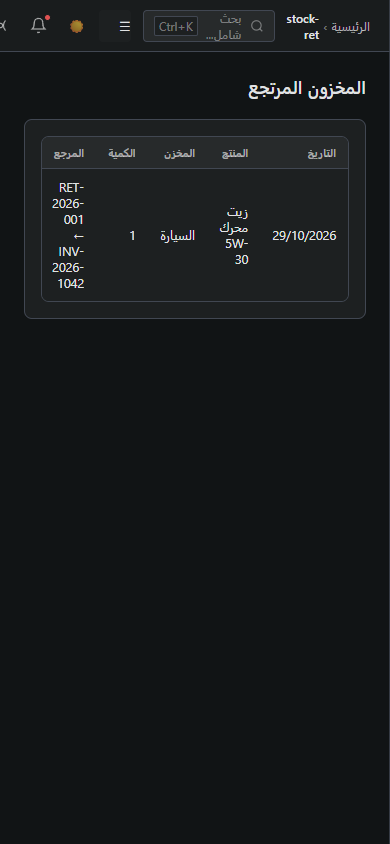 الرئيسية › stock-ret
بحث شامل... Ctrl+K
المخزون المرتجع
التاريخ المنتج المخزن الكمية المرجع
29/10/2026
زيت
محرك
5W-
30
السيارة
1
RET-
2026-
001
←
INV-
2026-
1042